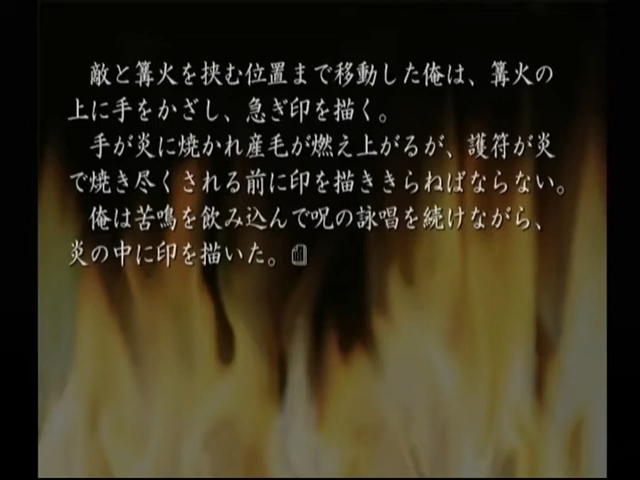 敵と篝火を挟む位置まで移動した俺は、篝火の
上に手をかざし、急ぎ印を描く。
　手が炎に焼かれ産毛が燃え上がるが、護符が炎
で焼き尽くされる前に印を描ききらねばならない。
　俺は苦鳴を飲み込んで呪の詠唱を続けながら、
炎の中に印を描いた。